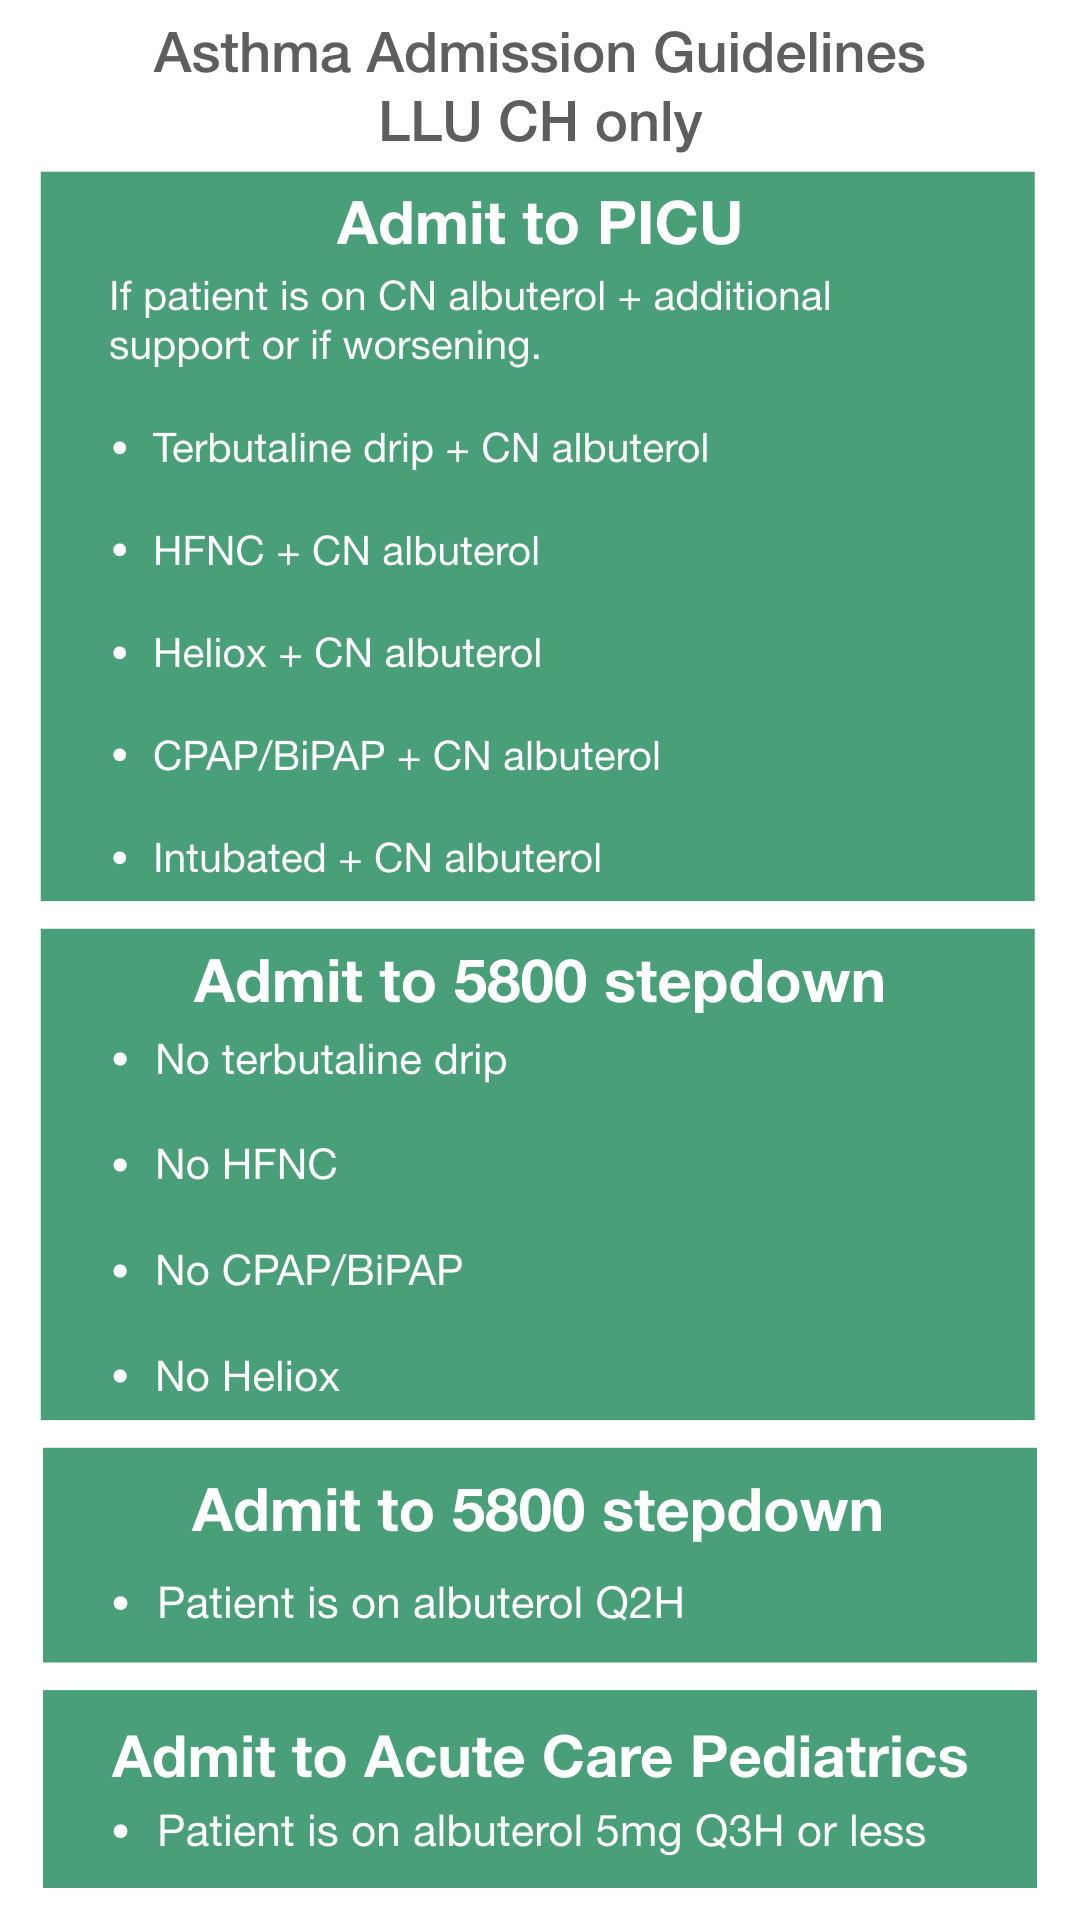 Asthma Admission Guidelines
LLU CH only
Admit to PICU
If patient is on CN albuterol + additional
support or if worsening.
• Terbutaline drip + CN albuterol
• HFNC + CN albuterol
• Heliox + CN albuterol
• CPAP/BiPAP + CN albuterol
• Intubated + CN albuterol
Admit to 5800 stepdown
• No terbutaline drip
• No HFNC
• No CPAP/BiPAP
• No Heliox
Admit to 5800 stepdown
• Patient is on albuterol Q2H
Admit to Acute Care Pediatrics
• Patient is on albuterol 5mg Q3H or less